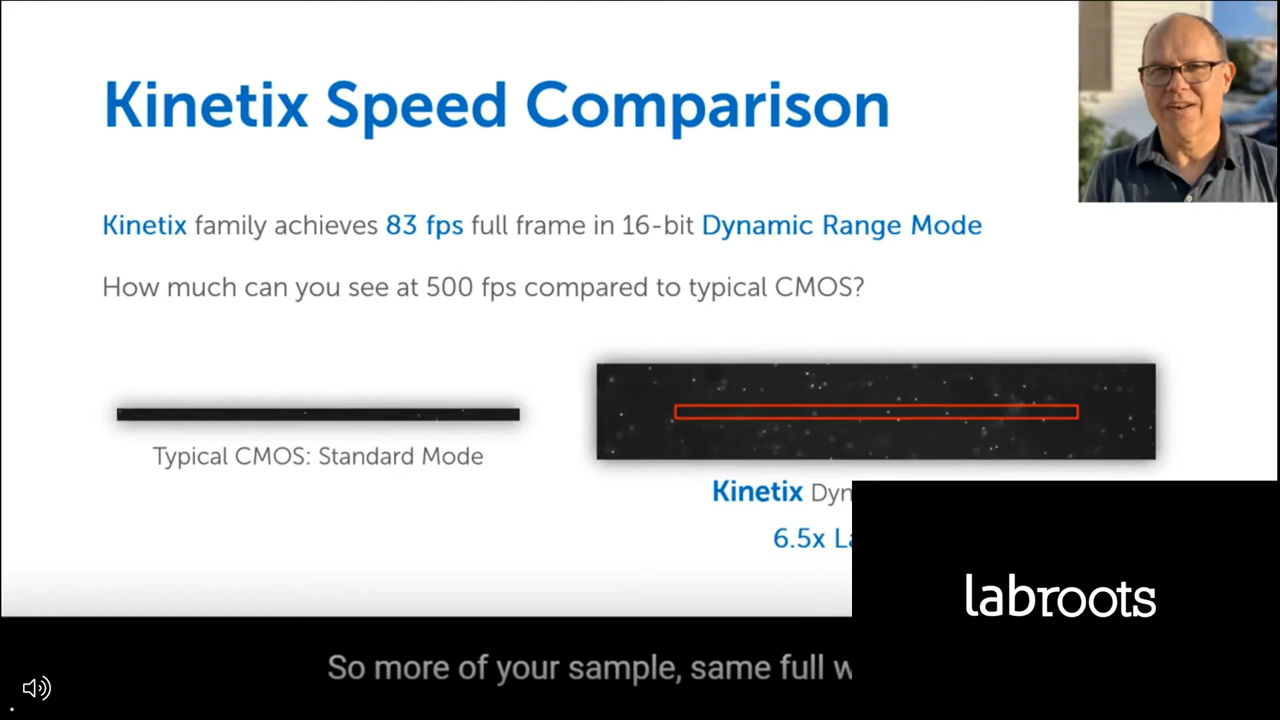 Kinetix Speed Comparison
Kinetix family achieves 83 fps full frame in 16-bit Dynamic Range Mode
How much can you see at 500 fps compared to typical CMOS?
Typical CMOS: Standard Mode
Kinetix
6.5x
labroots
So more of your sample, same full